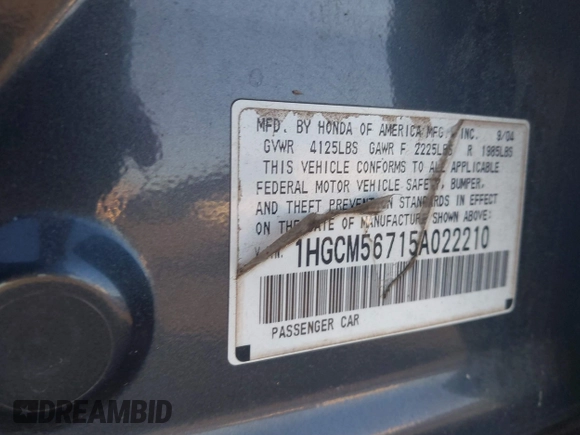 MFD. BY HONDA OF AMERICA MFG., INC. 9/04
GVWR 4125LBS GAWR F 2225LBS R 1985LBS
THIS VEHICLE CONFORMS TO ALL APPLICABLE
FEDERAL MOTOR VEHICLE SAFETY, BUMPER,
AND THEFT PREVENTION STANDARDS IN EFFECT
ON THE DATE OF MANUFACTURE SHOWN ABOVE:
V.I.N. 1HGCM56715A022210
PASSENGER CAR
DREAMBID